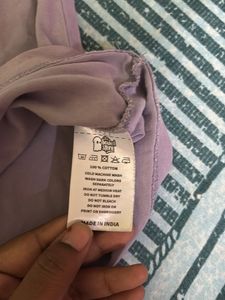 100 % COTTON
COLD MACHINE WASH
WASH DARK COLORS
SEPARATELY
IRON AT MEDIUM HEAT
DO NOT TUMBLE DRY
DO NOT BLEACH
DO NOT IRON ON
PRINT OR EMBROIDERY
MADE IN INDIA